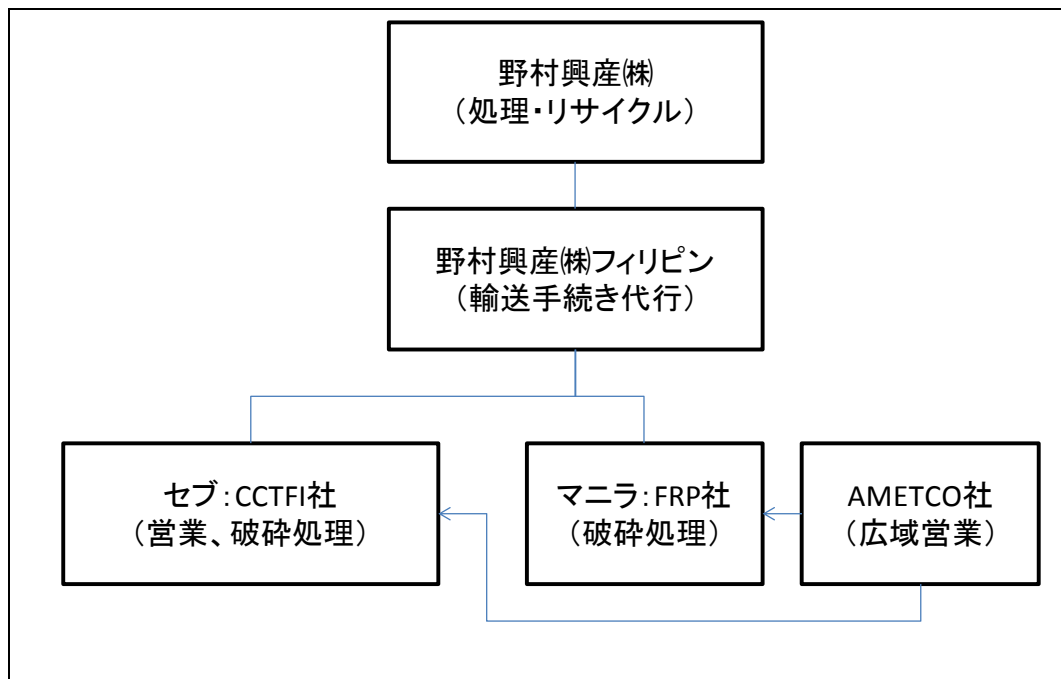 野村興産㈱
（処理・リサイクル）
野村興産㈱フィリピン
（輸送手続き代行）
セブ：CCTFI社
（営業、破砕処理）
マニラ：FRP社
（破砕処理）
AMETCO社
（広域営業）